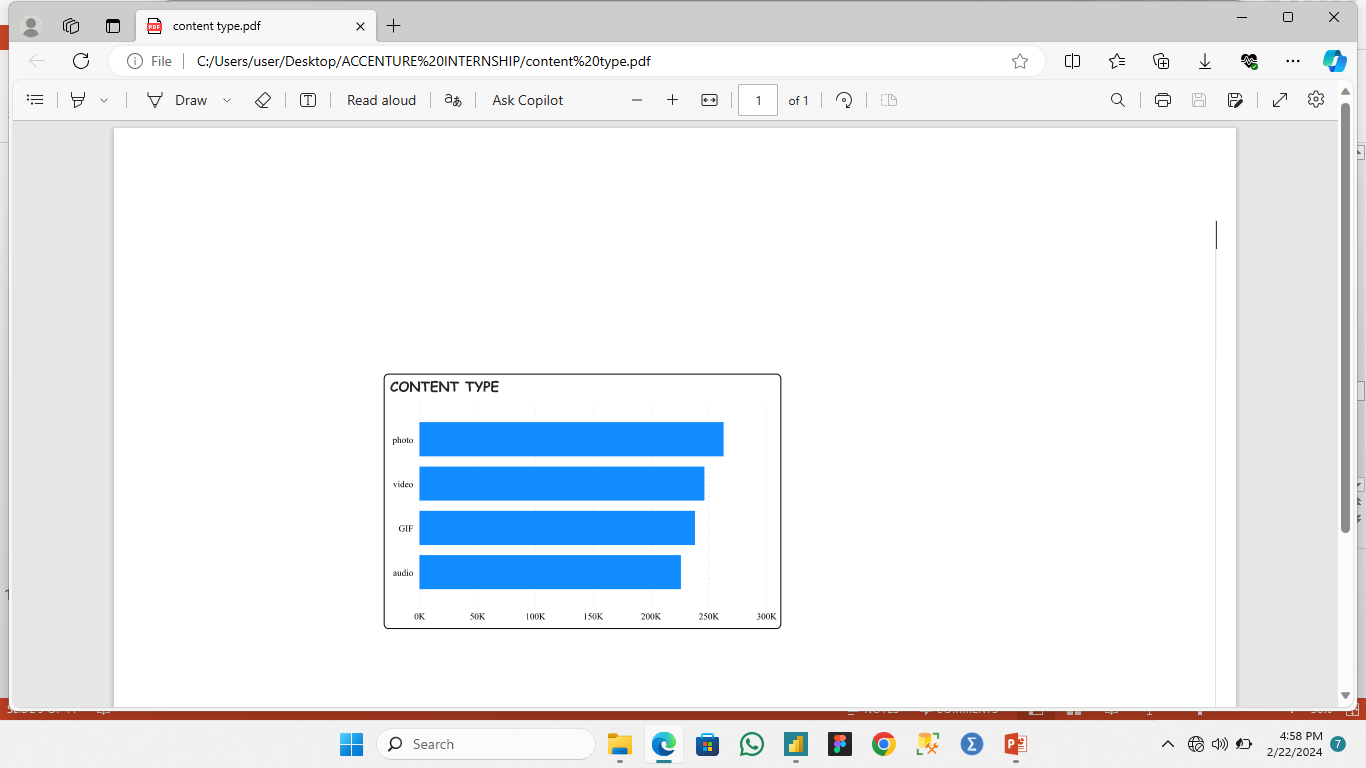 content type.pdf
File
C:/Users/user/Desktop/ACCENTURE%20INTERNSHIP/content%20type.pdf
Draw
Read aloud
aあ
Ask Copilot
1
of 1
CONTENT TYPE
photo
video
GIF
audio
0K 50K 100K 150K 200K 250K 300K
Search
4:58 PM
2/22/2024
7